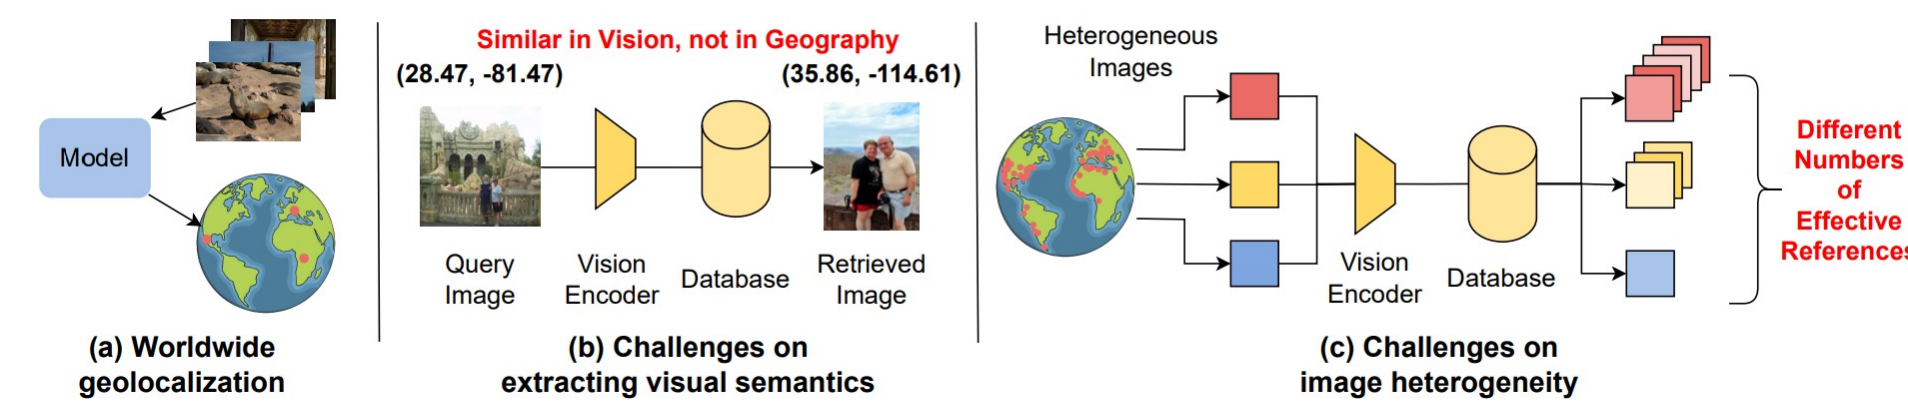 Model
(a) Worldwide
geolocalization
Similar in Vision, not in Geography
(28.47, -81.47)
(35.86, -114.61)
Query
Image
Vision
Encoder
Database
Retrieved
Image
(b) Challenges on
extracting visual semantics
Heterogeneous
Images
Vision
Encoder
Database
Different
Numbers
of
Effective
References
(c) Challenges on
image heterogeneity